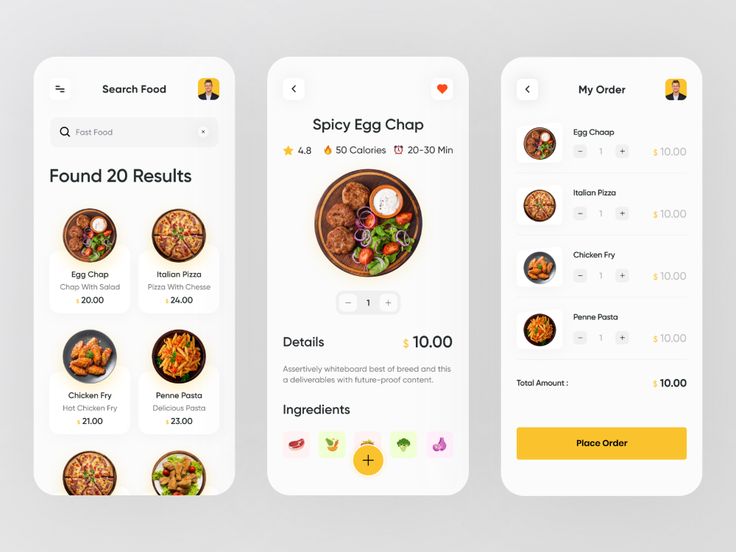 Search Food
Fast Food
Found 20 Results
Egg Chap
Chap With Salad
$ 20.00
Italian Pizza
Pizza With Chesse
$ 24.00
Chicken Fry
Hot Chicken Fry
$ 21.00
Penne Pasta
Delicious Pasta
$ 23.00
Spicy Egg Chap
4.8 50 Calories 20-30 Min
− 1 +
Details $ 10.00
Assertively whiteboard best of breed and this
a deliverables with future-proof content.
Ingredients
+
My Order
Egg Chaap
− 1 + $ 10.00
Italian Pizza
− 1 + $ 10.00
Chicken Fry
− 1 + $ 10.00
Penne Pasta
− 1 + $ 10.00
Total Amount : $ 10.00
Place Order